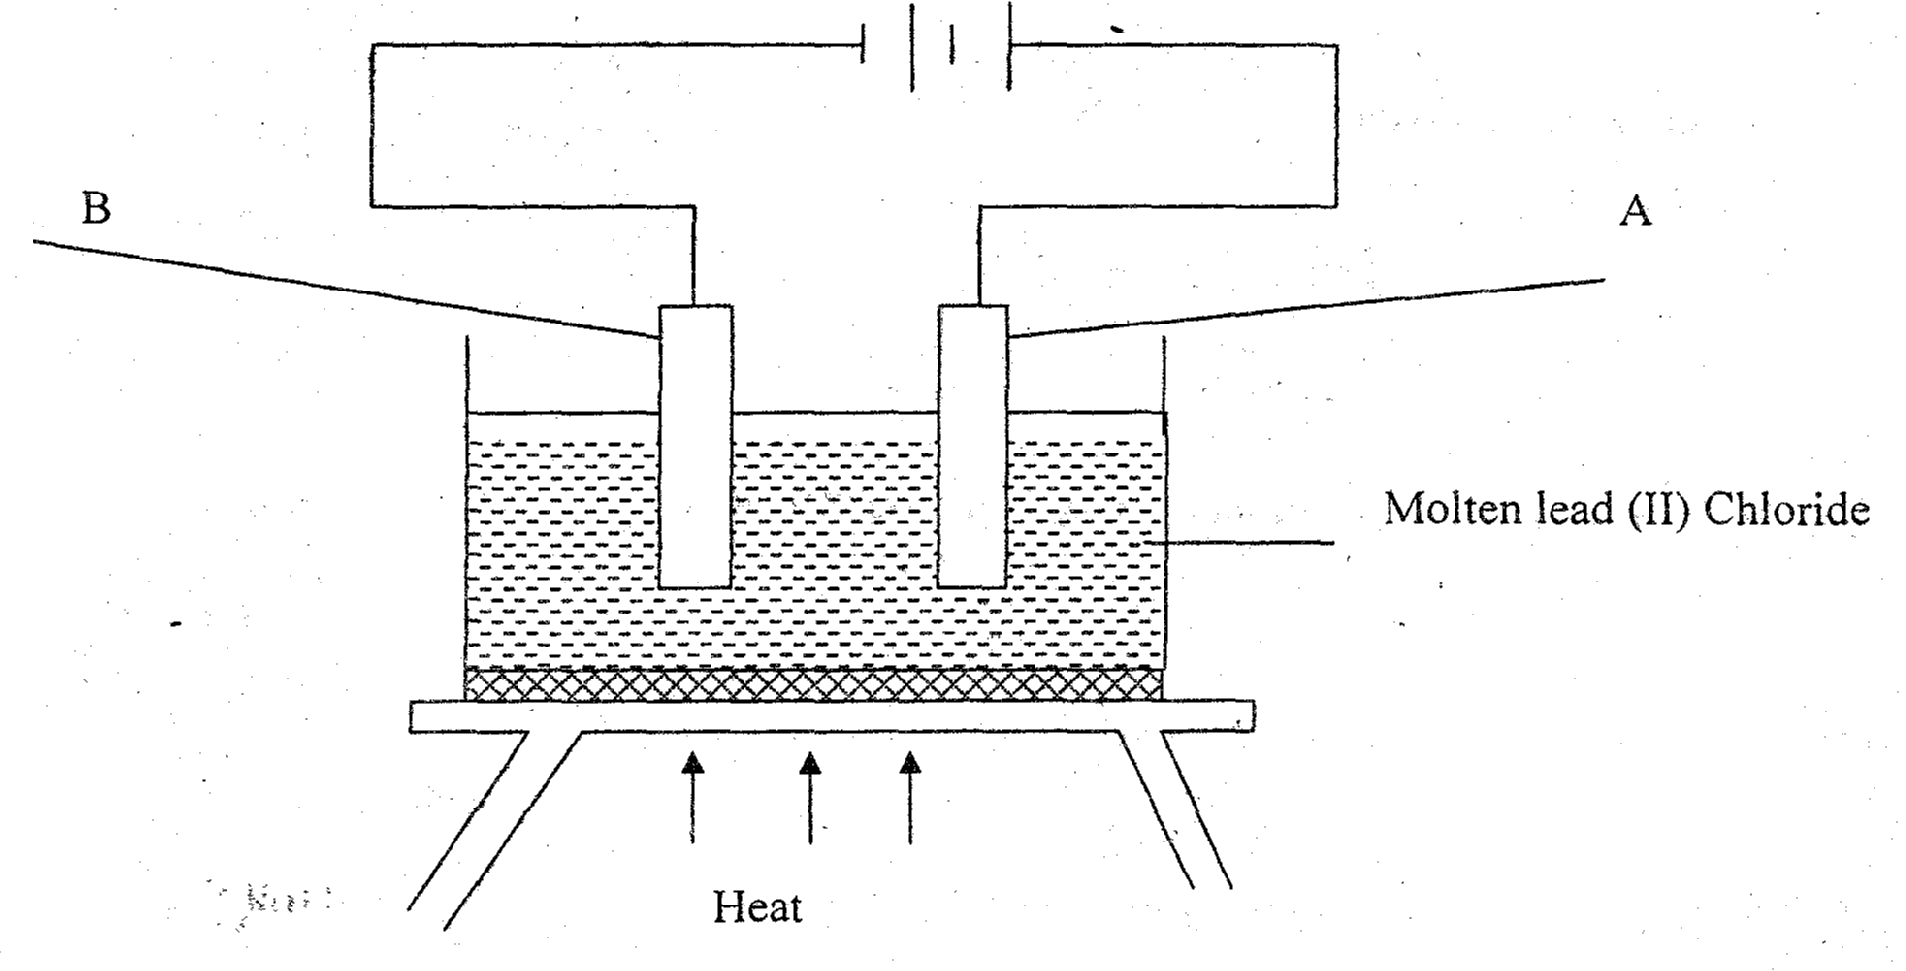 B
A
Molten lead (II) Chloride
Heat